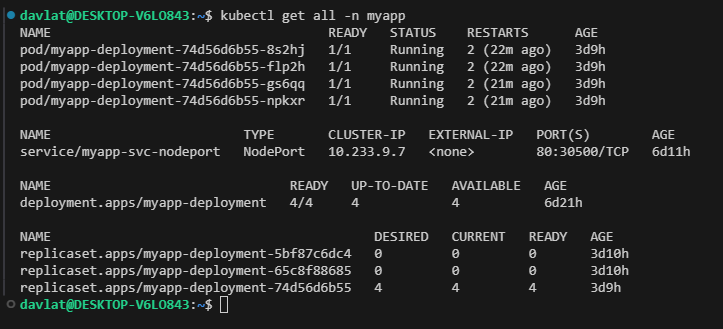 davlat@DESKTOP-V6LO843:~$ kubectl get all -n myapp
NAME                                    READY   STATUS    RESTARTS      AGE
pod/myapp-deployment-74d56d6b55-8s2hj   1/1     Running   2 (22m ago)   3d9h
pod/myapp-deployment-74d56d6b55-flp2h   1/1     Running   2 (22m ago)   3d9h
pod/myapp-deployment-74d56d6b55-gs6qq   1/1     Running   2 (21m ago)   3d9h
pod/myapp-deployment-74d56d6b55-npkxr   1/1     Running   2 (21m ago)   3d9h
NAME                         TYPE       CLUSTER-IP   EXTERNAL-IP   PORT(S)        AGE
service/myapp-svc-nodeport   NodePort   10.233.9.7   <none>        80:30500/TCP   6d11h
NAME                               READY   UP-TO-DATE   AVAILABLE   AGE
deployment.apps/myapp-deployment   4/4     4            4           6d21h
NAME                                          DESIRED   CURRENT   READY   AGE
replicaset.apps/myapp-deployment-5bf87c6dc4   0         0         0       3d10h
replicaset.apps/myapp-deployment-65c8f88685   0         0         0       3d10h
replicaset.apps/myapp-deployment-74d56d6b55   4         4         4       3d9h
davlat@DESKTOP-V6LO843:~$